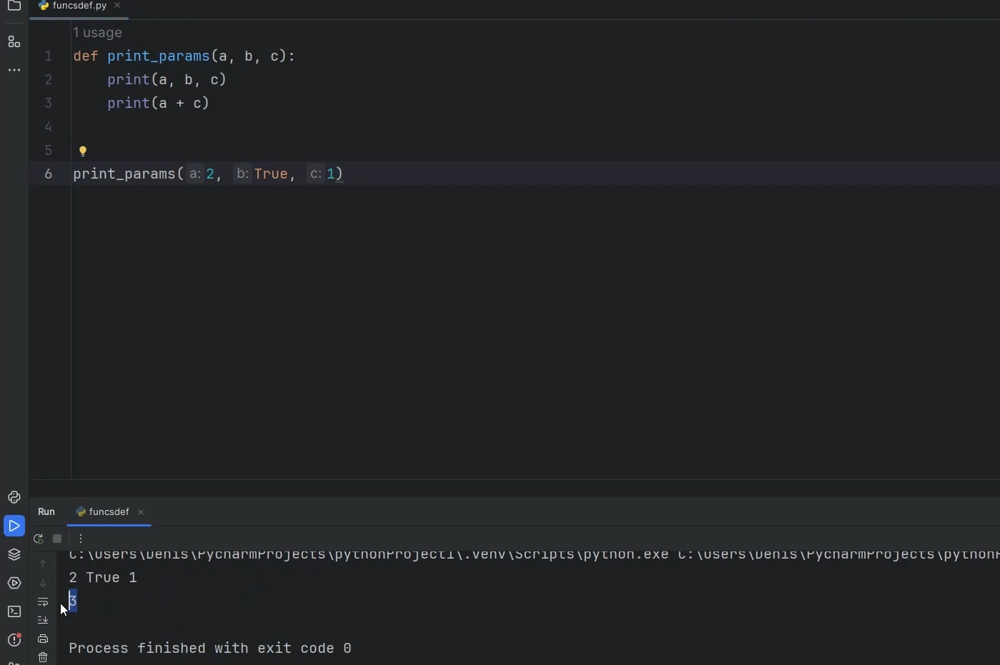 funcsdef.py
1 usage
1 def print_params(a, b, c):
2 print(a, b, c)
3 print(a + c)
4
5
6 print_params( a: 2, b: True, c: 1)
Run funcsdef
C:\Users\Denis\PycharmProjects\pythonProject1\.venv\Scripts\python.exe C:\Users\Denis\PycharmProjects\
2 True 1
3
Process finished with exit code 0